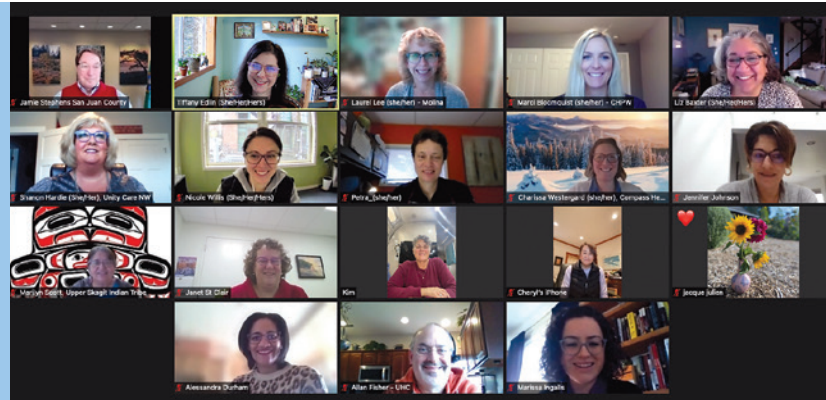 Jamie Stephens San Juan County
Tiffany Edlin (She/Her/Hers)
Laurel Lee (she/her) - Molina
Marci Bloomquist (she/her) - CHPW
Liz Baxter (She/Her/Hers)
Sharon Hardie (She/Her), Unity Care NW
Nicole Willis (She/Her/Hers)
Petra_(she/her)
Charissa Westergard (she/her), Compass He...
Jennifer Johnson
Marilyn Scott, Upper Skagit Indian Tribe
Janet St Clair
Kim
Cheryl's iPhone
jacque julien
Alessandra Durham
Allan Fisher - UHC
Marissa Ingalls